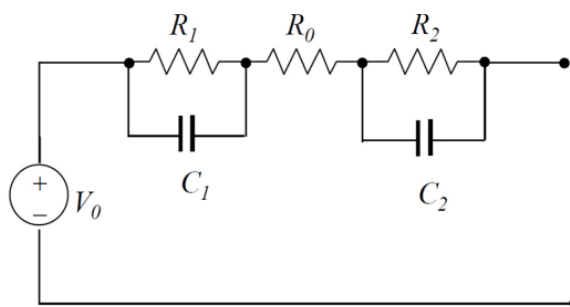 R₁ R₀ R₂
C₁ C₂
+
−
V₀